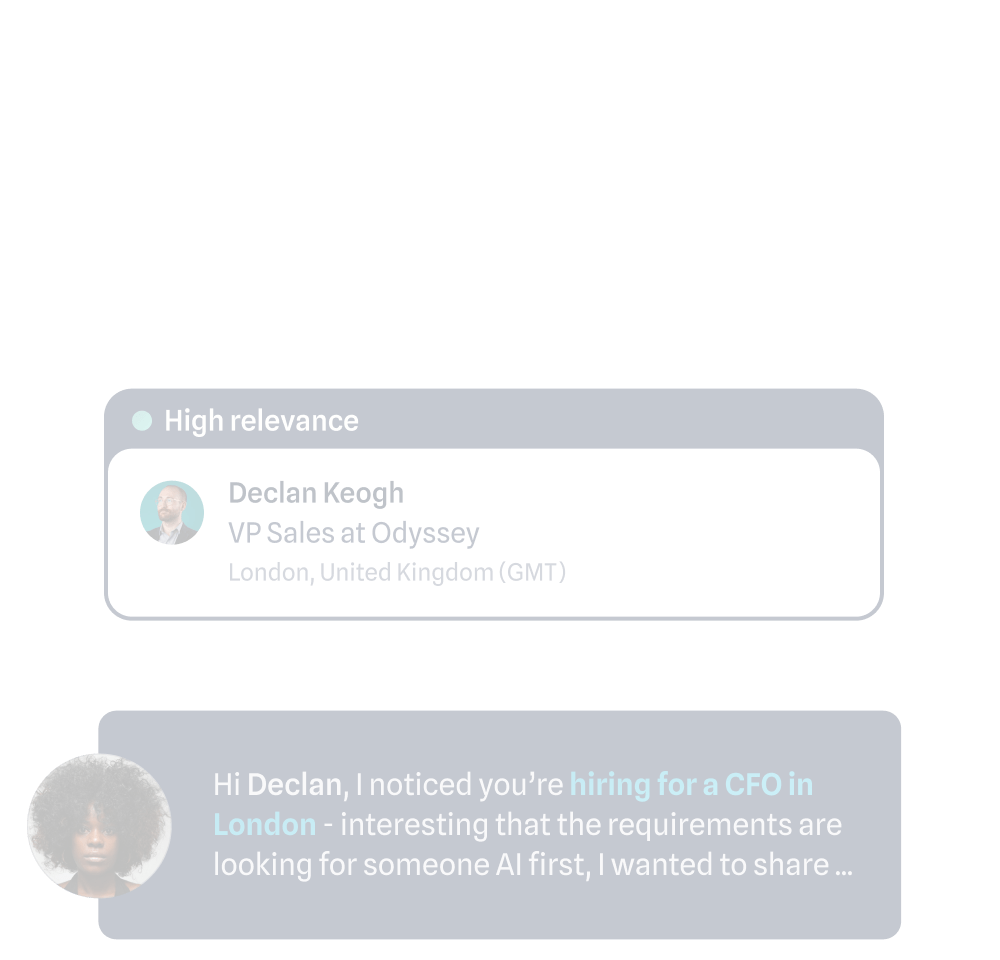 High relevance
Declan Keogh
VP Sales at Odyssey
London, United Kingdom (GMT)
Hi Declan, I noticed you’re hiring for a CFO in
London - interesting that the requirements are
looking for someone AI first, I wanted to share ...